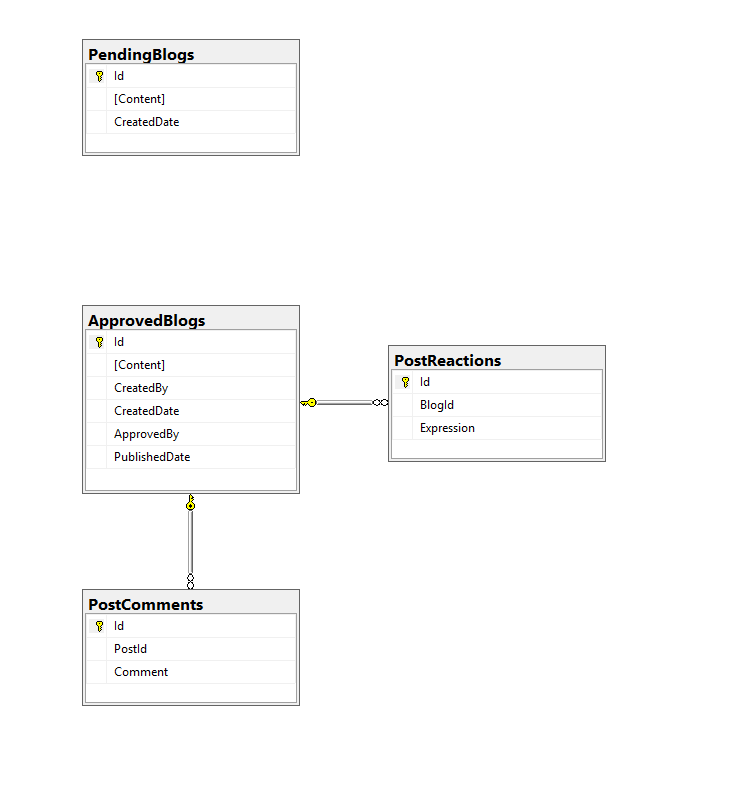 PendingBlogs
Id
[Content]
CreatedDate
ApprovedBlogs
Id
[Content]
CreatedBy
CreatedDate
ApprovedBy
PublishedDate
PostReactions
Id
BlogId
Expression
PostComments
Id
PostId
Comment